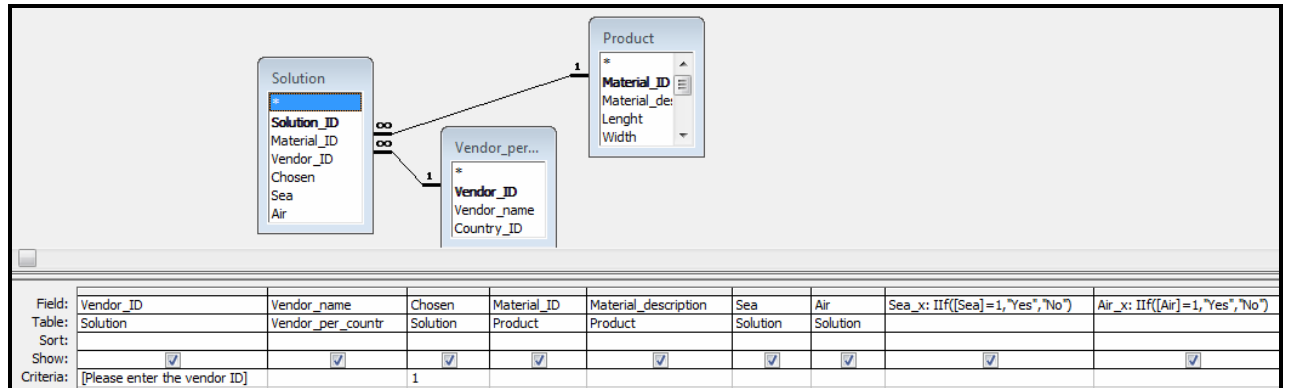 Product
*
Material_ID
Material_de:
Lenght
Width
1
Solution
*
Solution_ID
Material_ID
Vendor_ID
Chosen
Sea
Air
∞
∞
Vendor_per...
*
Vendor_ID
Vendor_name
Country_ID
1
Field: Vendor_ID Vendor_name Chosen Material_ID Material_description Sea Air Sea_x: IIf([Sea]=1,"Yes","No") Air_x: IIf([Air]=1,"Yes","No")
Table: Solution Vendor_per_countr Solution Product Product Solution Solution
Sort:
Show:
Criteria: [Please enter the vendor ID] 1